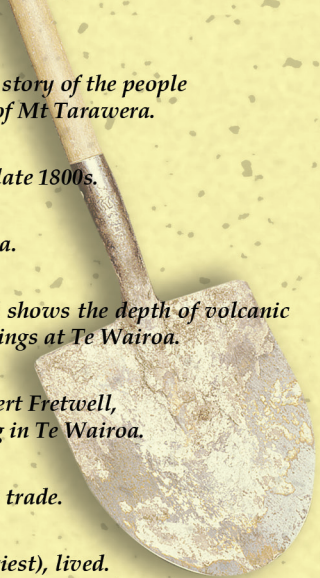 story of the people
of Mt Tarawera.
late 1800s.
a.
shows the depth of volcanic
ings at Te Wairoa.
ert Fretwell,
g in Te Wairoa.
trade.
iest), lived.